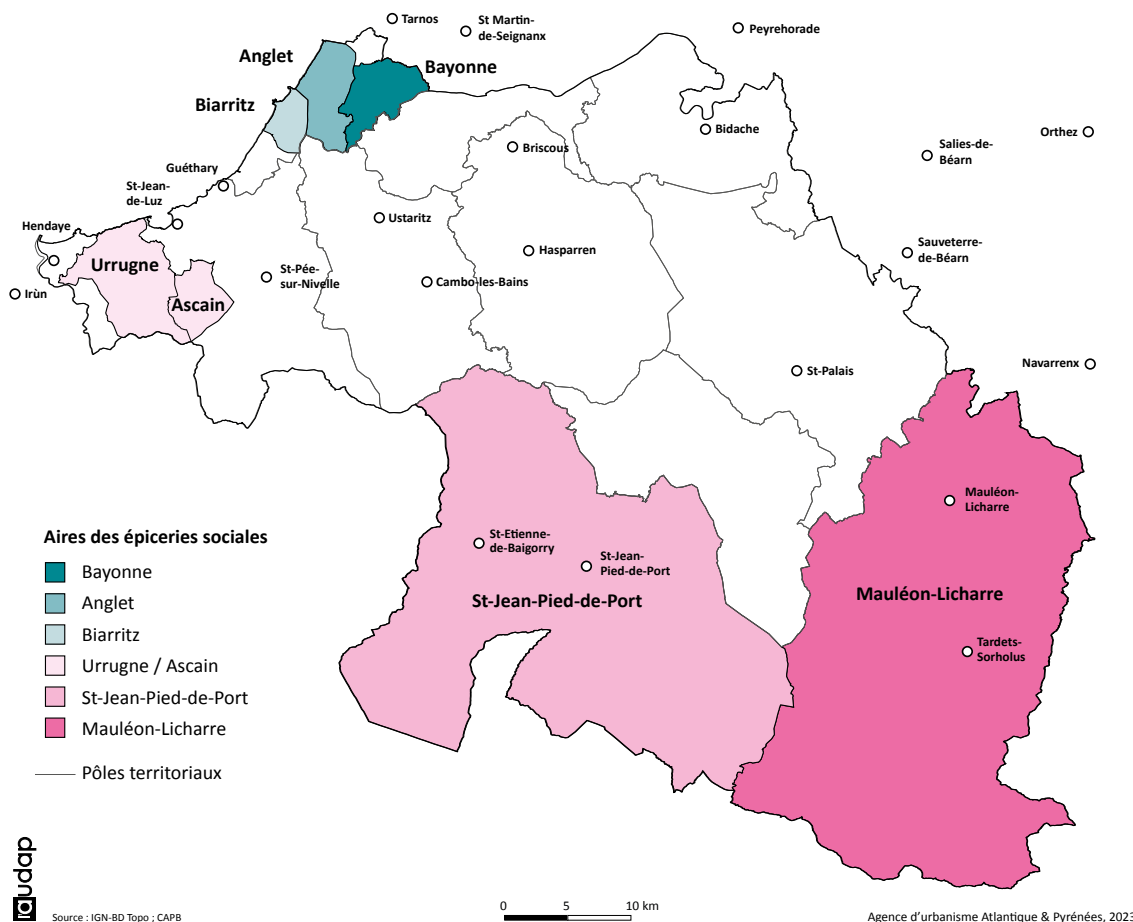 Tarnos
St Martin-
de-Seignanx
Peyrehorade
Anglet
Bayonne
Biarritz
Bidache
Orthez
Briscous
Salies-de-
Béarn
Guéthary
St-Jean-
de-Luz
Ustaritz
Hendaye
Hasparren
Sauveterre-
de-Béarn
Urrugne
St-Pée-
sur-Nivelle
Cambo-les-Bains
Irùn
Ascain
St-Palais
Navarrenx
Mauléon-
Licharre
St-Etienne-
de-Baigorry
St-Jean-
Pied-de-Port
St-Jean-Pied-de-Port
Mauléon-Licharre
Tardets-
Sorholus
Aires des épiceries sociales
Bayonne
Anglet
Biarritz
Urrugne / Ascain
St-Jean-Pied-de-Port
Mauléon-Licharre
Pôles territoriaux
audap
Source : IGN-BD Topo ; CAPB
0 5 10 km
Agence d'urbanisme Atlantique & Pyrénées, 2023